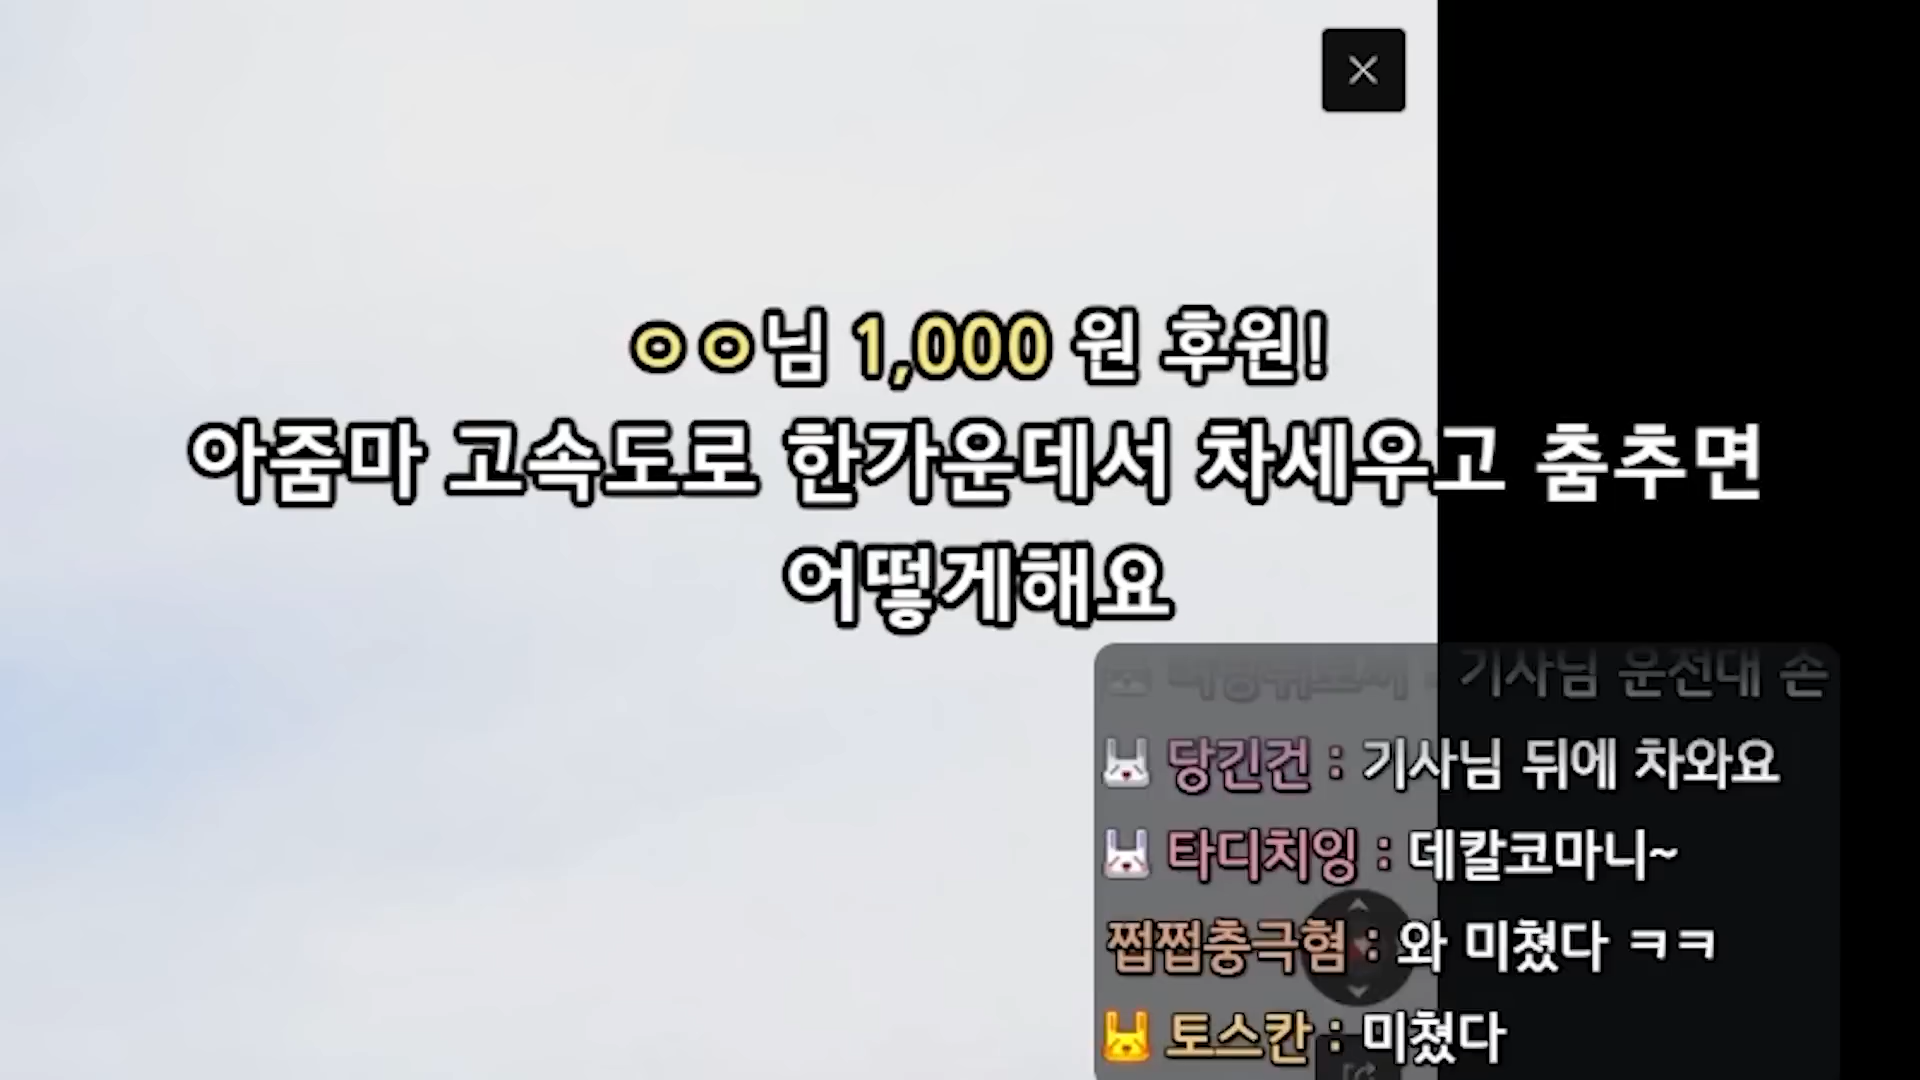 ㅇㅇ님 1,000 원 후원!
아줌마 고속도로 한가운데서 차세우고 춤추면
어떻게해요
: 기사님 운전대 손
당긴건 : 기사님 뒤에 차와요
타디치잉 : 데칼코마니~
쩝쩝충극혐 : 와 미쳤다 ㅋㅋ
토스칸 : 미쳤다